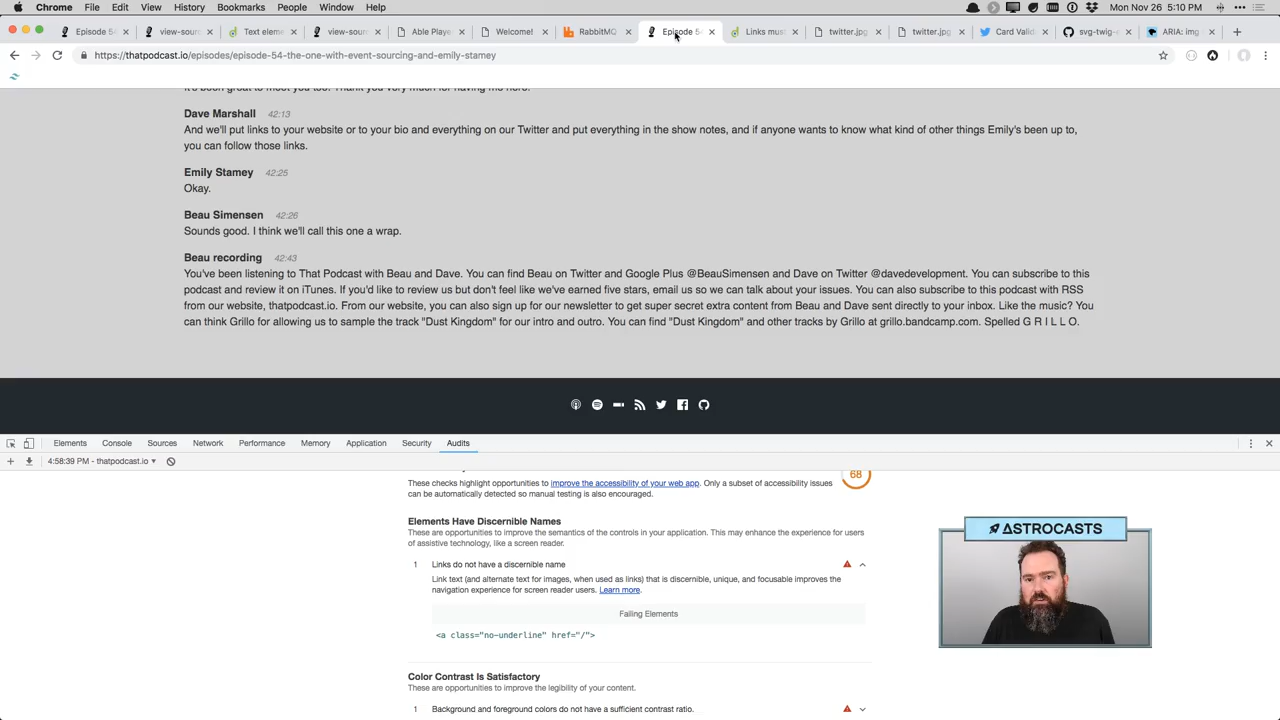 Chrome File Edit View History Bookmarks People Window Help Mon Nov 26 5:10 PM
Episode 54 view-sourc Text elem view-sourc Able Playe Welcome! RabbitMQ Episode 54 Links mus twitter.jpg twitter.jpg Card Valid svg-twig- ARIA: img
https://thatpodcast.io/episodes/episode-54-the-one-with-event-sourcing-and-emily-stamey
It's been great to meet you too. Thank you very much for having me here.
Dave Marshall 42:13
And we'll put links to your website or to your bio and everything on our Twitter and put everything in the show notes, and if anyone wants to know what kind of other things Emily's been up to,
you can follow those links.
Emily Stamey 42:25
Okay.
Beau Simensen 42:26
Sounds good. I think we'll call this one a wrap.
Beau recording 42:43
You've been listening to That Podcast with Beau and Dave. You can find Beau on Twitter and Google Plus @BeauSimensen and Dave on Twitter @davedevelopment. You can subscribe to this
podcast and review it on iTunes. If you'd like to review us but don't feel like we've earned five stars, email us so we can talk about your issues. You can also subscribe to this podcast with RSS
from our website, thatpodcast.io. From our website, you can also sign up for our newsletter to get super secret extra content from Beau and Dave sent directly to your inbox. Like the music? You
can think Grillo for allowing us to sample the track "Dust Kingdom" for our intro and outro. You can find "Dust Kingdom" and other tracks by Grillo at grillo.bandcamp.com. Spelled G R I L L O.
Elements Console Sources Network Performance Memory Application Security Audits
4:58:39 PM - thatpodcast.io
68
These checks highlight opportunities to improve the accessibility of your web app. Only a subset of accessibility issues
can be automatically detected so manual testing is also encouraged.
Elements Have Discernible Names
These are opportunities to improve the semantics of the controls in your application. This may enhance the experience for users
of assistive technology, like a screen reader.
1 Links do not have a discernible name
Link text (and alternate text for images, when used as links) that is discernible, unique, and focusable improves the
navigation experience for screen reader users. Learn more.
Failing Elements
<a class="no-underline" href="/">
Color Contrast Is Satisfactory
These are opportunities to improve the legibility of your content.
1 Background and foreground colors do not have a sufficient contrast ratio.
ASTROCASTS